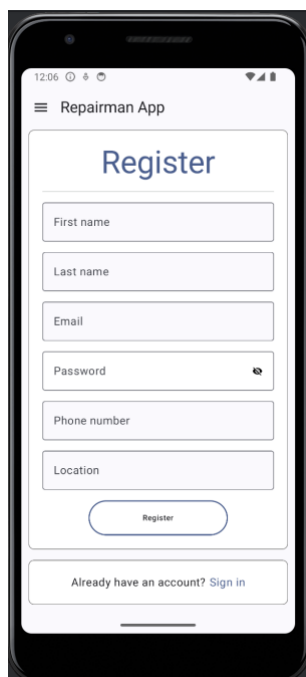 12:06
Repairman App
Register
First name
Last name
Email
Password
Phone number
Location
Register
Already have an account? Sign in